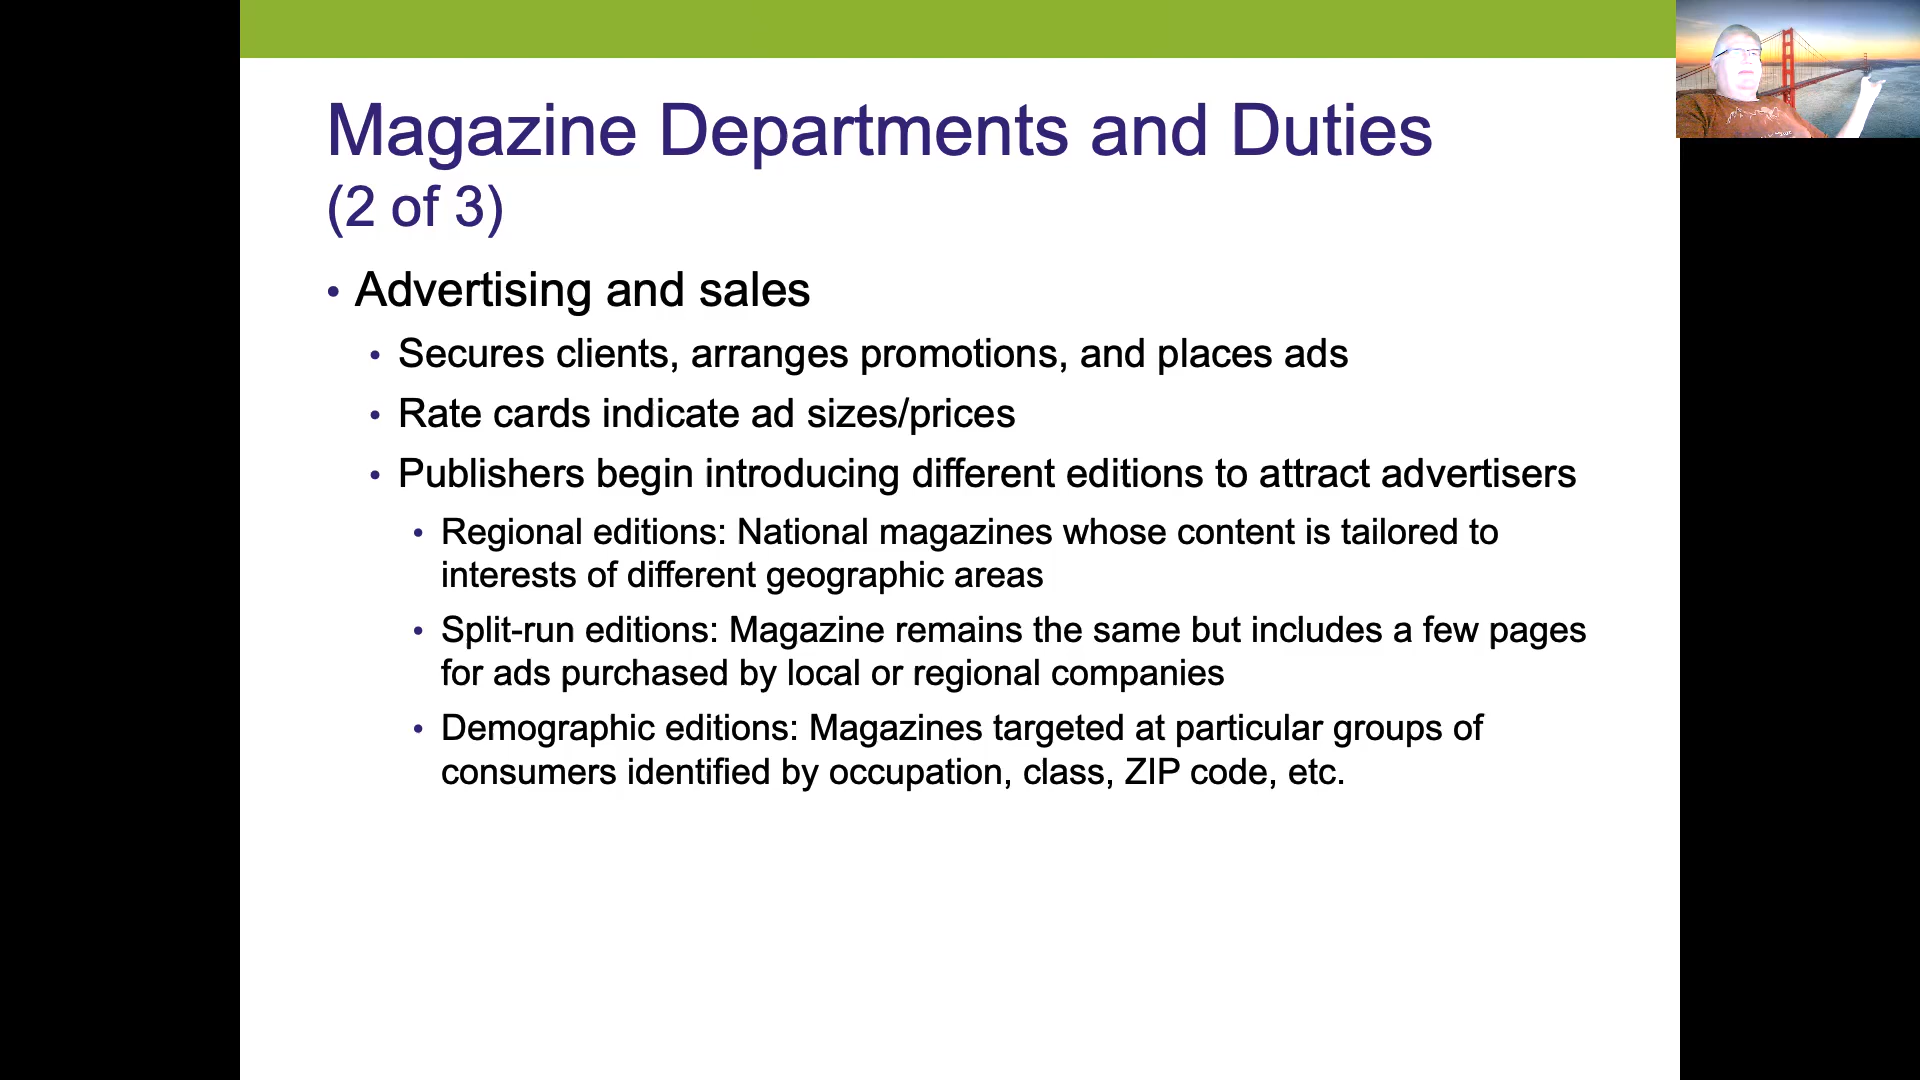 Magazine Departments and Duties
(2 of 3)
• Advertising and sales
• Secures clients, arranges promotions, and places ads
• Rate cards indicate ad sizes/prices
• Publishers begin introducing different editions to attract advertisers
• Regional editions: National magazines whose content is tailored to
interests of different geographic areas
• Split-run editions: Magazine remains the same but includes a few pages
for ads purchased by local or regional companies
• Demographic editions: Magazines targeted at particular groups of
consumers identified by occupation, class, ZIP code, etc.